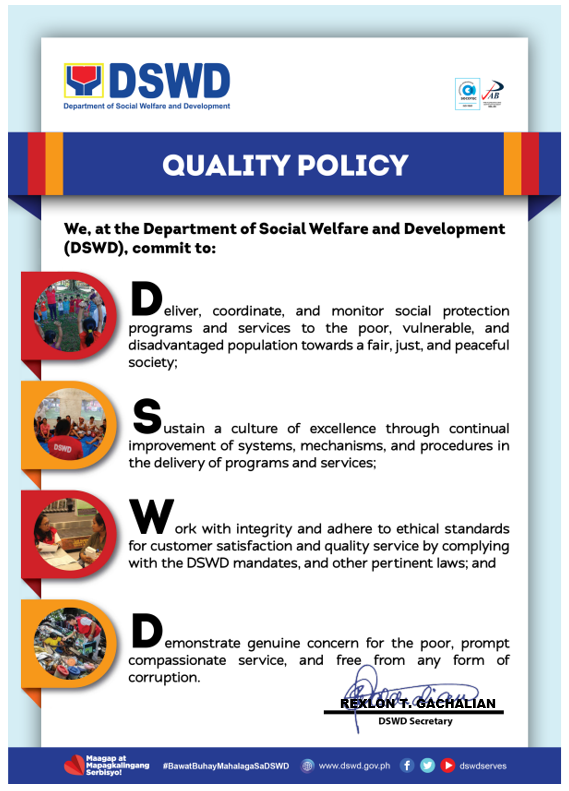 DSWD
Department of Social Welfare and Development
PAB
QUALITY POLICY
We, at the Department of Social Welfare and Development
(DSWD), commit to:
Deliver, coordinate, and monitor social protection
programs and services to the poor, vulnerable, and
disadvantaged population towards a fair, just, and peaceful
society;
DSWD
Sustain a culture of excellence through continual
improvement of systems, mechanisms, and procedures in
the delivery of programs and services;
Work with integrity and adhere to ethical standards
for customer satisfaction and quality service by complying
with the DSWD mandates, and other pertinent laws; and
Demonstrate genuine concern for the poor, prompt
compassionate service, and free from any form of
corruption.
REXLON T. GACHALIAN
DSWD Secretary
Maagap at
Mapagkalingang
Serbisyo!
#BawatBuhayMahalagaSaDSWD
www.dswd.gov.ph
dswdserves